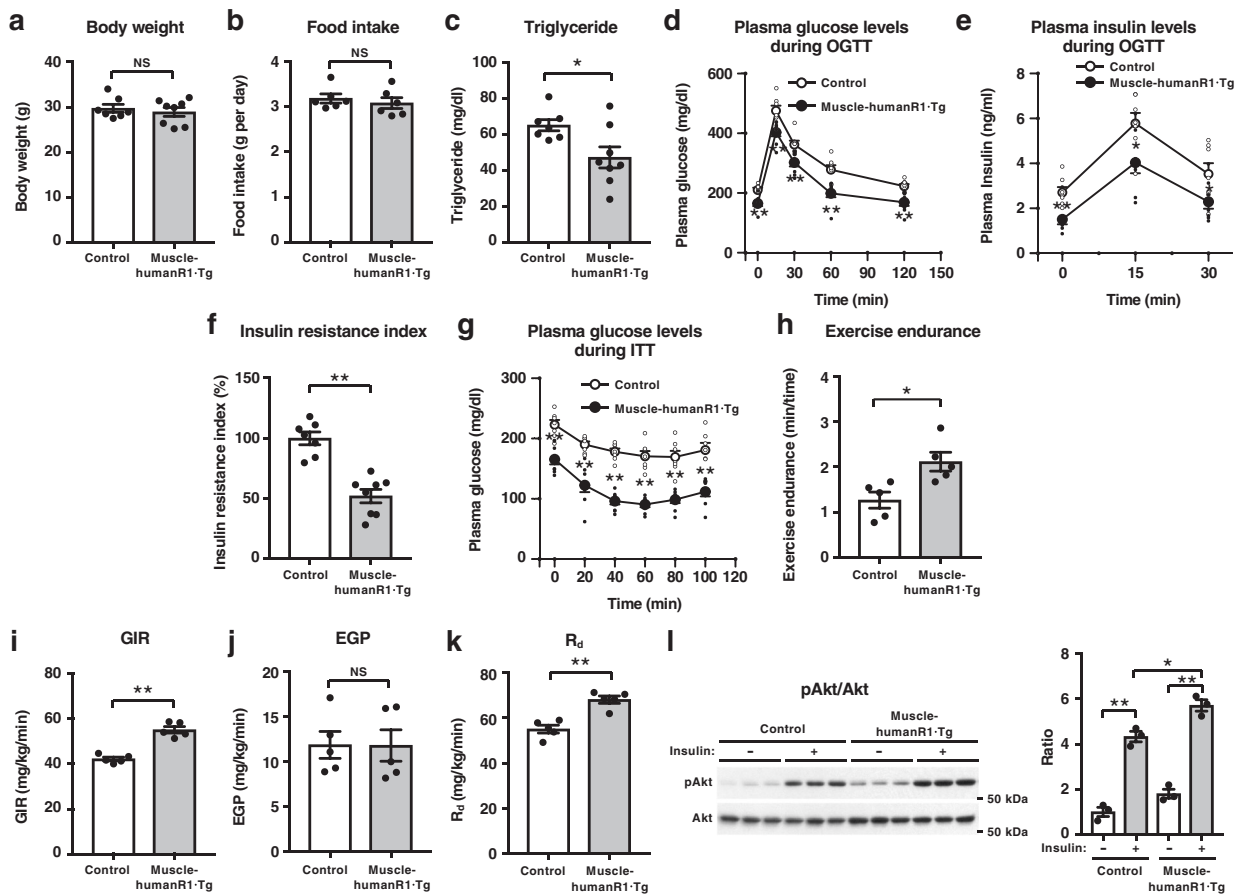 a
Body weight
Body weight (g)
40
30
20
10
0
NS
Control
Muscle-
humanR1·Tg
b
Food intake
Food intake (g per day)
4
3
2
1
0
NS
Control
Muscle-
humanR1·Tg
c
Triglyceride
Triglyceride (mg/dl)
100
80
60
40
20
0
*
Control
Muscle-
humanR1·Tg
d
Plasma glucose levels
during OGTT
Plasma glucose (mg/dl)
600
400
200
0
Control
Muscle-humanR1·Tg
**
**
**
**
**
0 30 60 90 120 150
Time (min)
e
Plasma insulin levels
during OGTT
Plasma Insulin (ng/ml)
8
6
4
2
0
Control
Muscle-humanR1·Tg
**
*
*
0 15 30
Time (min)
f
Insulin resistance index
Insulin resistance index (%)
150
100
50
0
**
Control
Muscle-
humanR1·Tg
g
Plasma glucose levels
during ITT
Plasma glucose (mg/dl)
300
200
100
0
Control
Muscle-humanR1·Tg
**
**
**
**
**
**
0 20 40 60 80 100 120
Time (min)
h
Exercise endurance
Exercise endurance (min/time)
4
3
2
1
0
*
Control
Muscle-
humanR1·Tg
i
GIR
GIR (mg/kg/min)
80
60
40
20
0
**
Control
Muscle-
humanR1·Tg
j
EGP
EGP (mg/kg/min)
20
15
10
5
0
NS
Control
Muscle-
humanR1·Tg
k
Rd
Rd (mg/kg/min)
80
60
40
20
0
**
Control
Muscle-
humanR1·Tg
l
pAkt/Akt
Control
Muscle-
humanR1·Tg
Insulin: – + – +
pAkt
50 kDa
Akt
50 kDa
Ratio
8
6
4
2
0
**
*
**
Insulin: – + – +
Control
Muscle-
humanR1·Tg